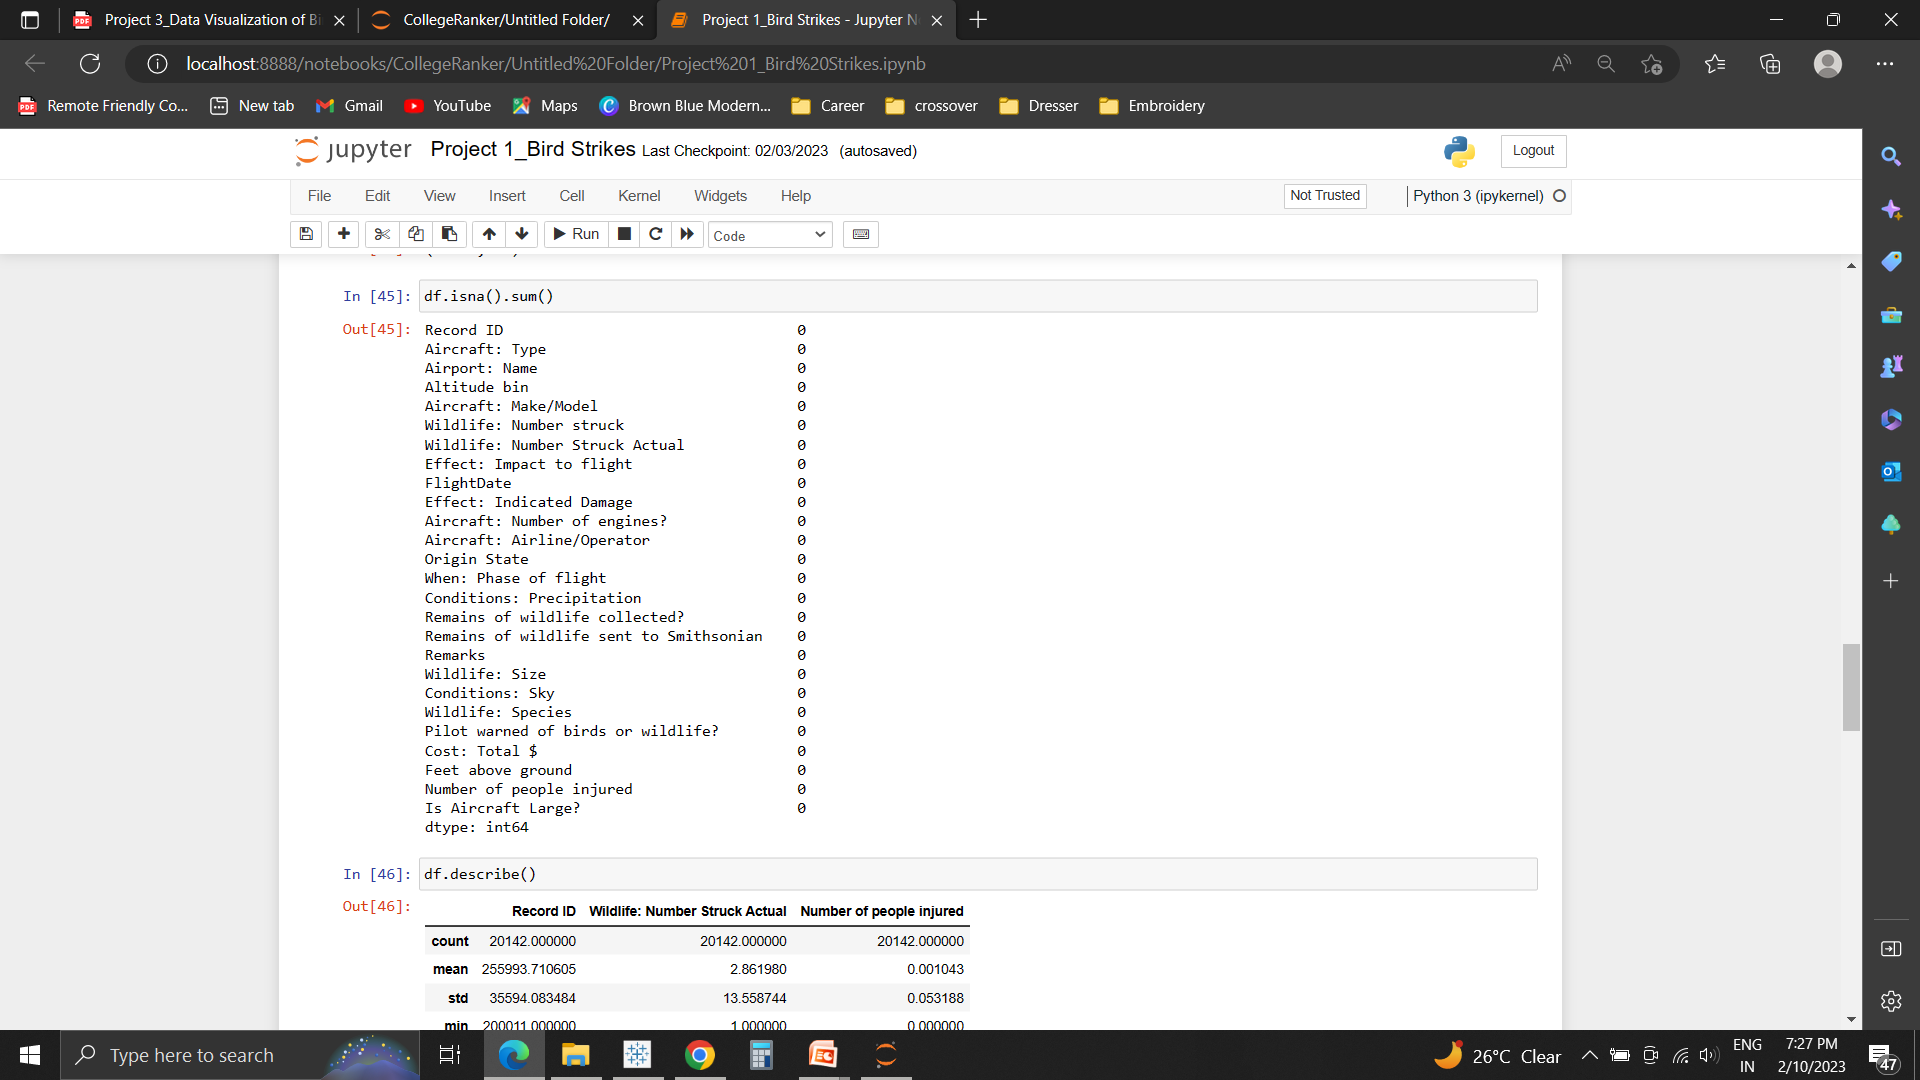 Project 3_Data Visualization of Bi
CollegeRanker/Untitled Folder/
Project 1_Bird Strikes - Jupyter N
localhost:8888/notebooks/CollegeRanker/Untitled%20Folder/Project%201_Bird%20Strikes.ipynb
Remote Friendly Co...
New tab
Gmail
YouTube
Maps
Brown Blue Modern...
Career
crossover
Dresser
Embroidery
jupyter Project 1_Bird Strikes Last Checkpoint: 02/03/2023 (autosaved)
Logout
File Edit View Insert Cell Kernel Widgets Help
Not Trusted
Python 3 (ipykernel)
Run
Code
In [45]: df.isna().sum()
Out[45]: Record ID 0
Aircraft: Type 0
Airport: Name 0
Altitude bin 0
Aircraft: Make/Model 0
Wildlife: Number struck 0
Wildlife: Number Struck Actual 0
Effect: Impact to flight 0
FlightDate 0
Effect: Indicated Damage 0
Aircraft: Number of engines? 0
Aircraft: Airline/Operator 0
Origin State 0
When: Phase of flight 0
Conditions: Precipitation 0
Remains of wildlife collected? 0
Remains of wildlife sent to Smithsonian 0
Remarks 0
Wildlife: Size 0
Conditions: Sky 0
Wildlife: Species 0
Pilot warned of birds or wildlife? 0
Cost: Total $ 0
Feet above ground 0
Number of people injured 0
Is Aircraft Large? 0
dtype: int64
In [46]: df.describe()
Out[46]:
Record ID Wildlife: Number Struck Actual Number of people injured
count 20142.000000 20142.000000 20142.000000
mean 255993.710605 2.861980 0.001043
std 35594.083484 13.558744 0.053188
min 200011.000000 1.000000 0.000000
Type here to search
26°C Clear
ENG
IN
7:27 PM
2/10/2023
47